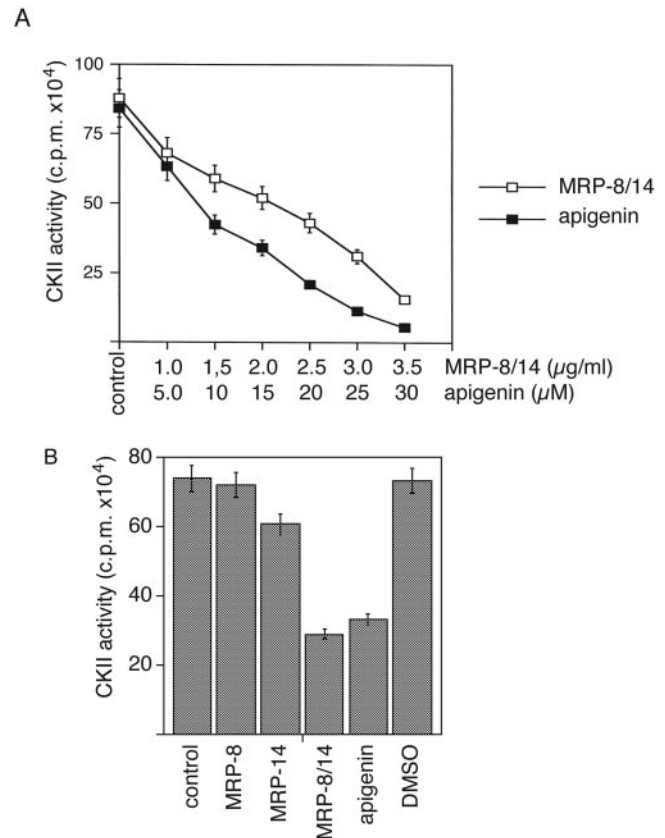 A
CKII activity (c.p.m. x10⁴)
100
75
50
25
MRP-8/14
apigenin
control
1.0 1,5 2.0 2.5 3.0 3.5 MRP-8/14 (µg/ml)
5.0 10 15 20 25 30 apigenin (µM)
B
CKII activity (c.p.m. x10⁴)
80
60
40
20
control
MRP-8
MRP-14
MRP-8/14
apigenin
DMSO